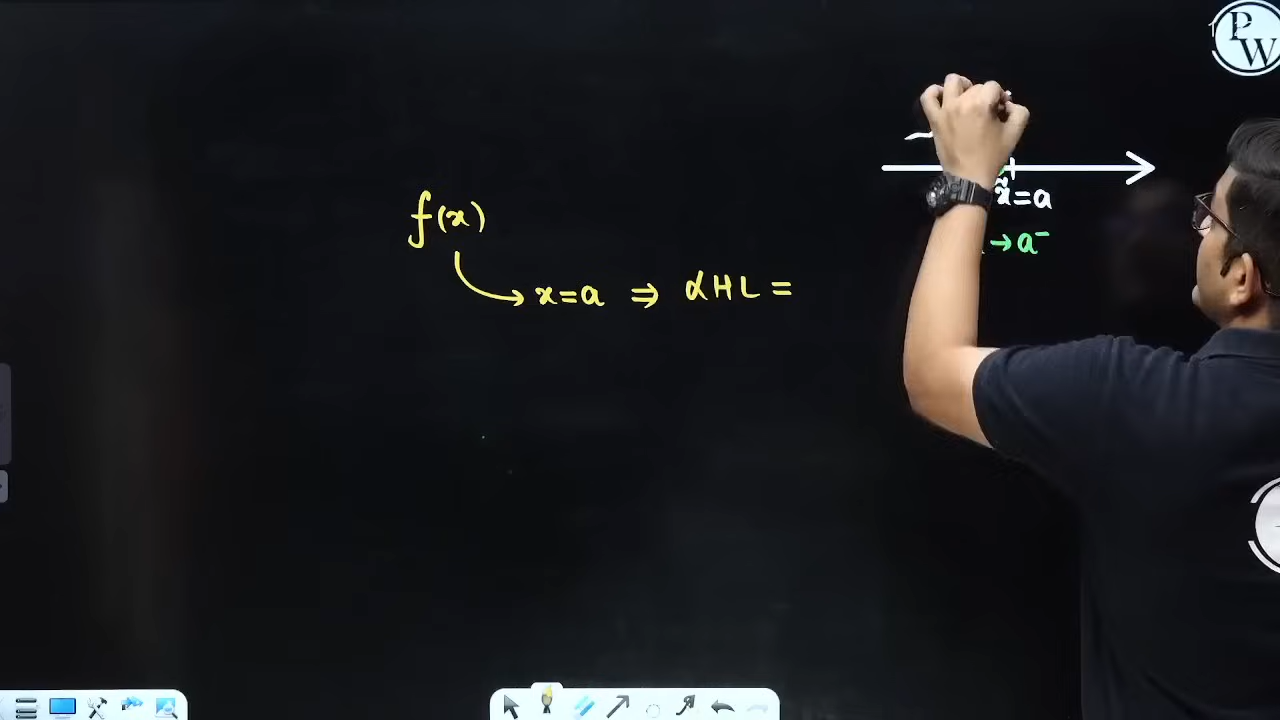 P
W
x=a
→a⁻
f(x)
x=a ⇒ LHL =